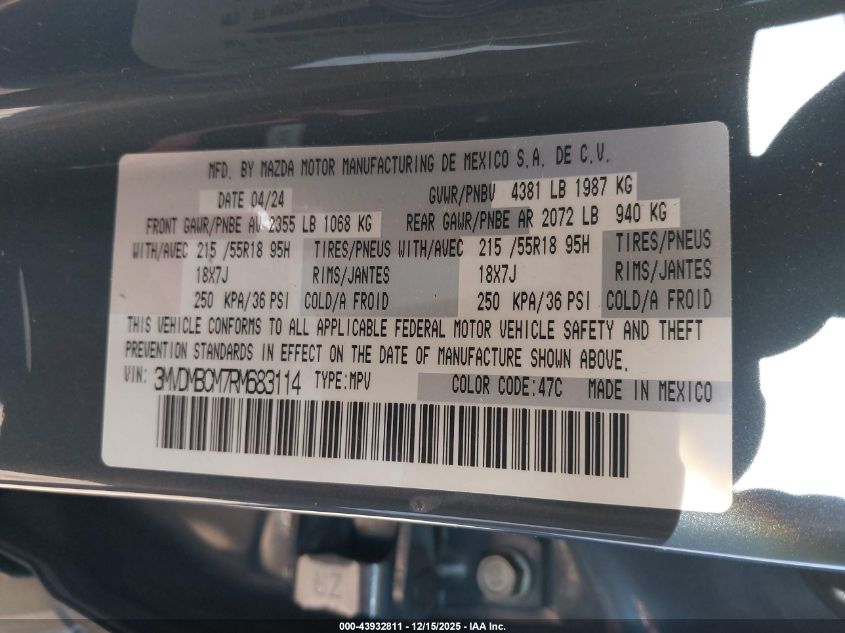 MFD. BY MAZDA MOTOR MANUFACTURING DE MEXICO S.A. DE C.V.
DATE 04/24 GVWR/PNBV 4381 LB 1987 KG
FRONT GAWR/PNBE AV 2355 LB 1068 KG REAR GAWR/PNBE AR 2072 LB 940 KG
WITH/AVEC 215 /55R18 95H TIRES/PNEUS WITH/AVEC 215 /55R18 95H TIRES/PNEUS
18X7J RIMS/JANTES 18X7J RIMS/JANTES
250 KPA/36 PSI COLD/A FROID 250 KPA/36 PSI COLD/A FROID
THIS VEHICLE CONFORMS TO ALL APPLICABLE FEDERAL MOTOR VEHICLE SAFETY AND THEFT
PREVENTION STANDARDS IN EFFECT ON THE DATE OF MANUFACTURE SHOWN ABOVE.
VIN: 3MVDMBCM7RM683114 TYPE:MPV COLOR CODE:47C MADE IN MEXICO
000-43932811 - 12/15/2025 - IAA Inc.